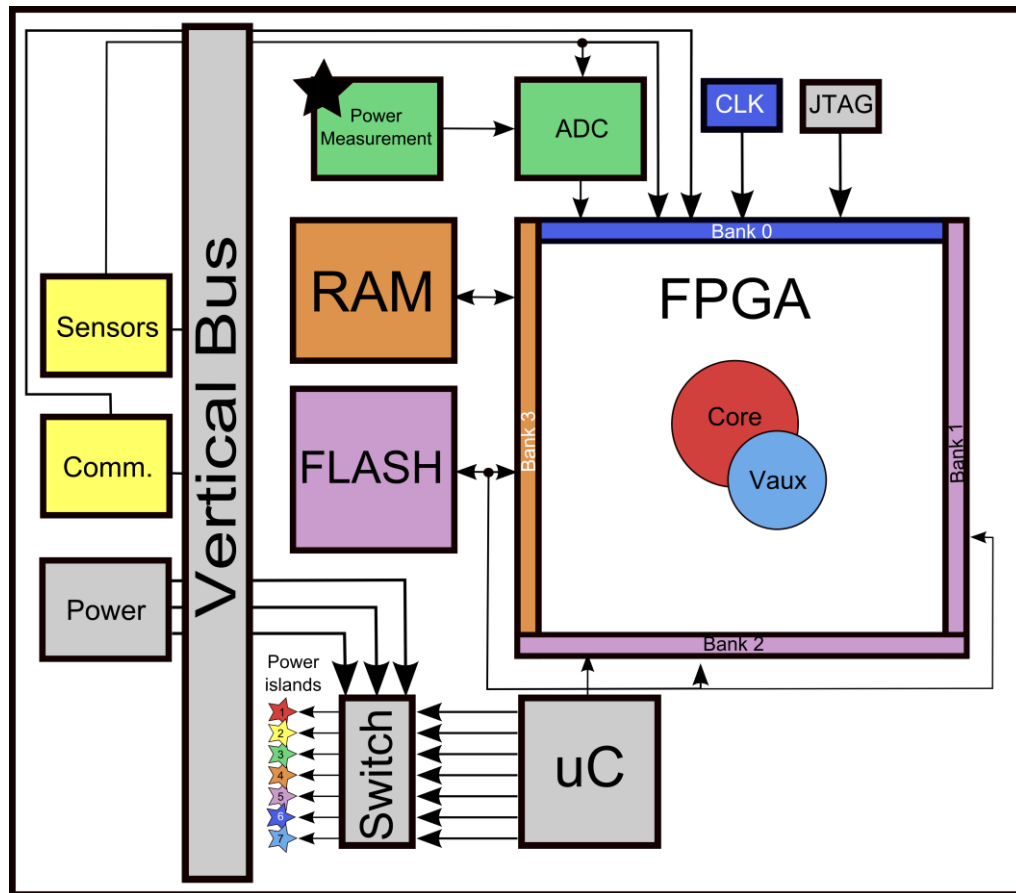 Power
Measurement
ADC
CLK
JTAG
Bank 0
FPGA
RAM
Sensors
Vertical Bus
Bank 3
Core
Vaux
Bank 1
FLASH
Comm.
Power
Bank 2
Power
islands
1
2
3
4
5
6
7
Switch
uC